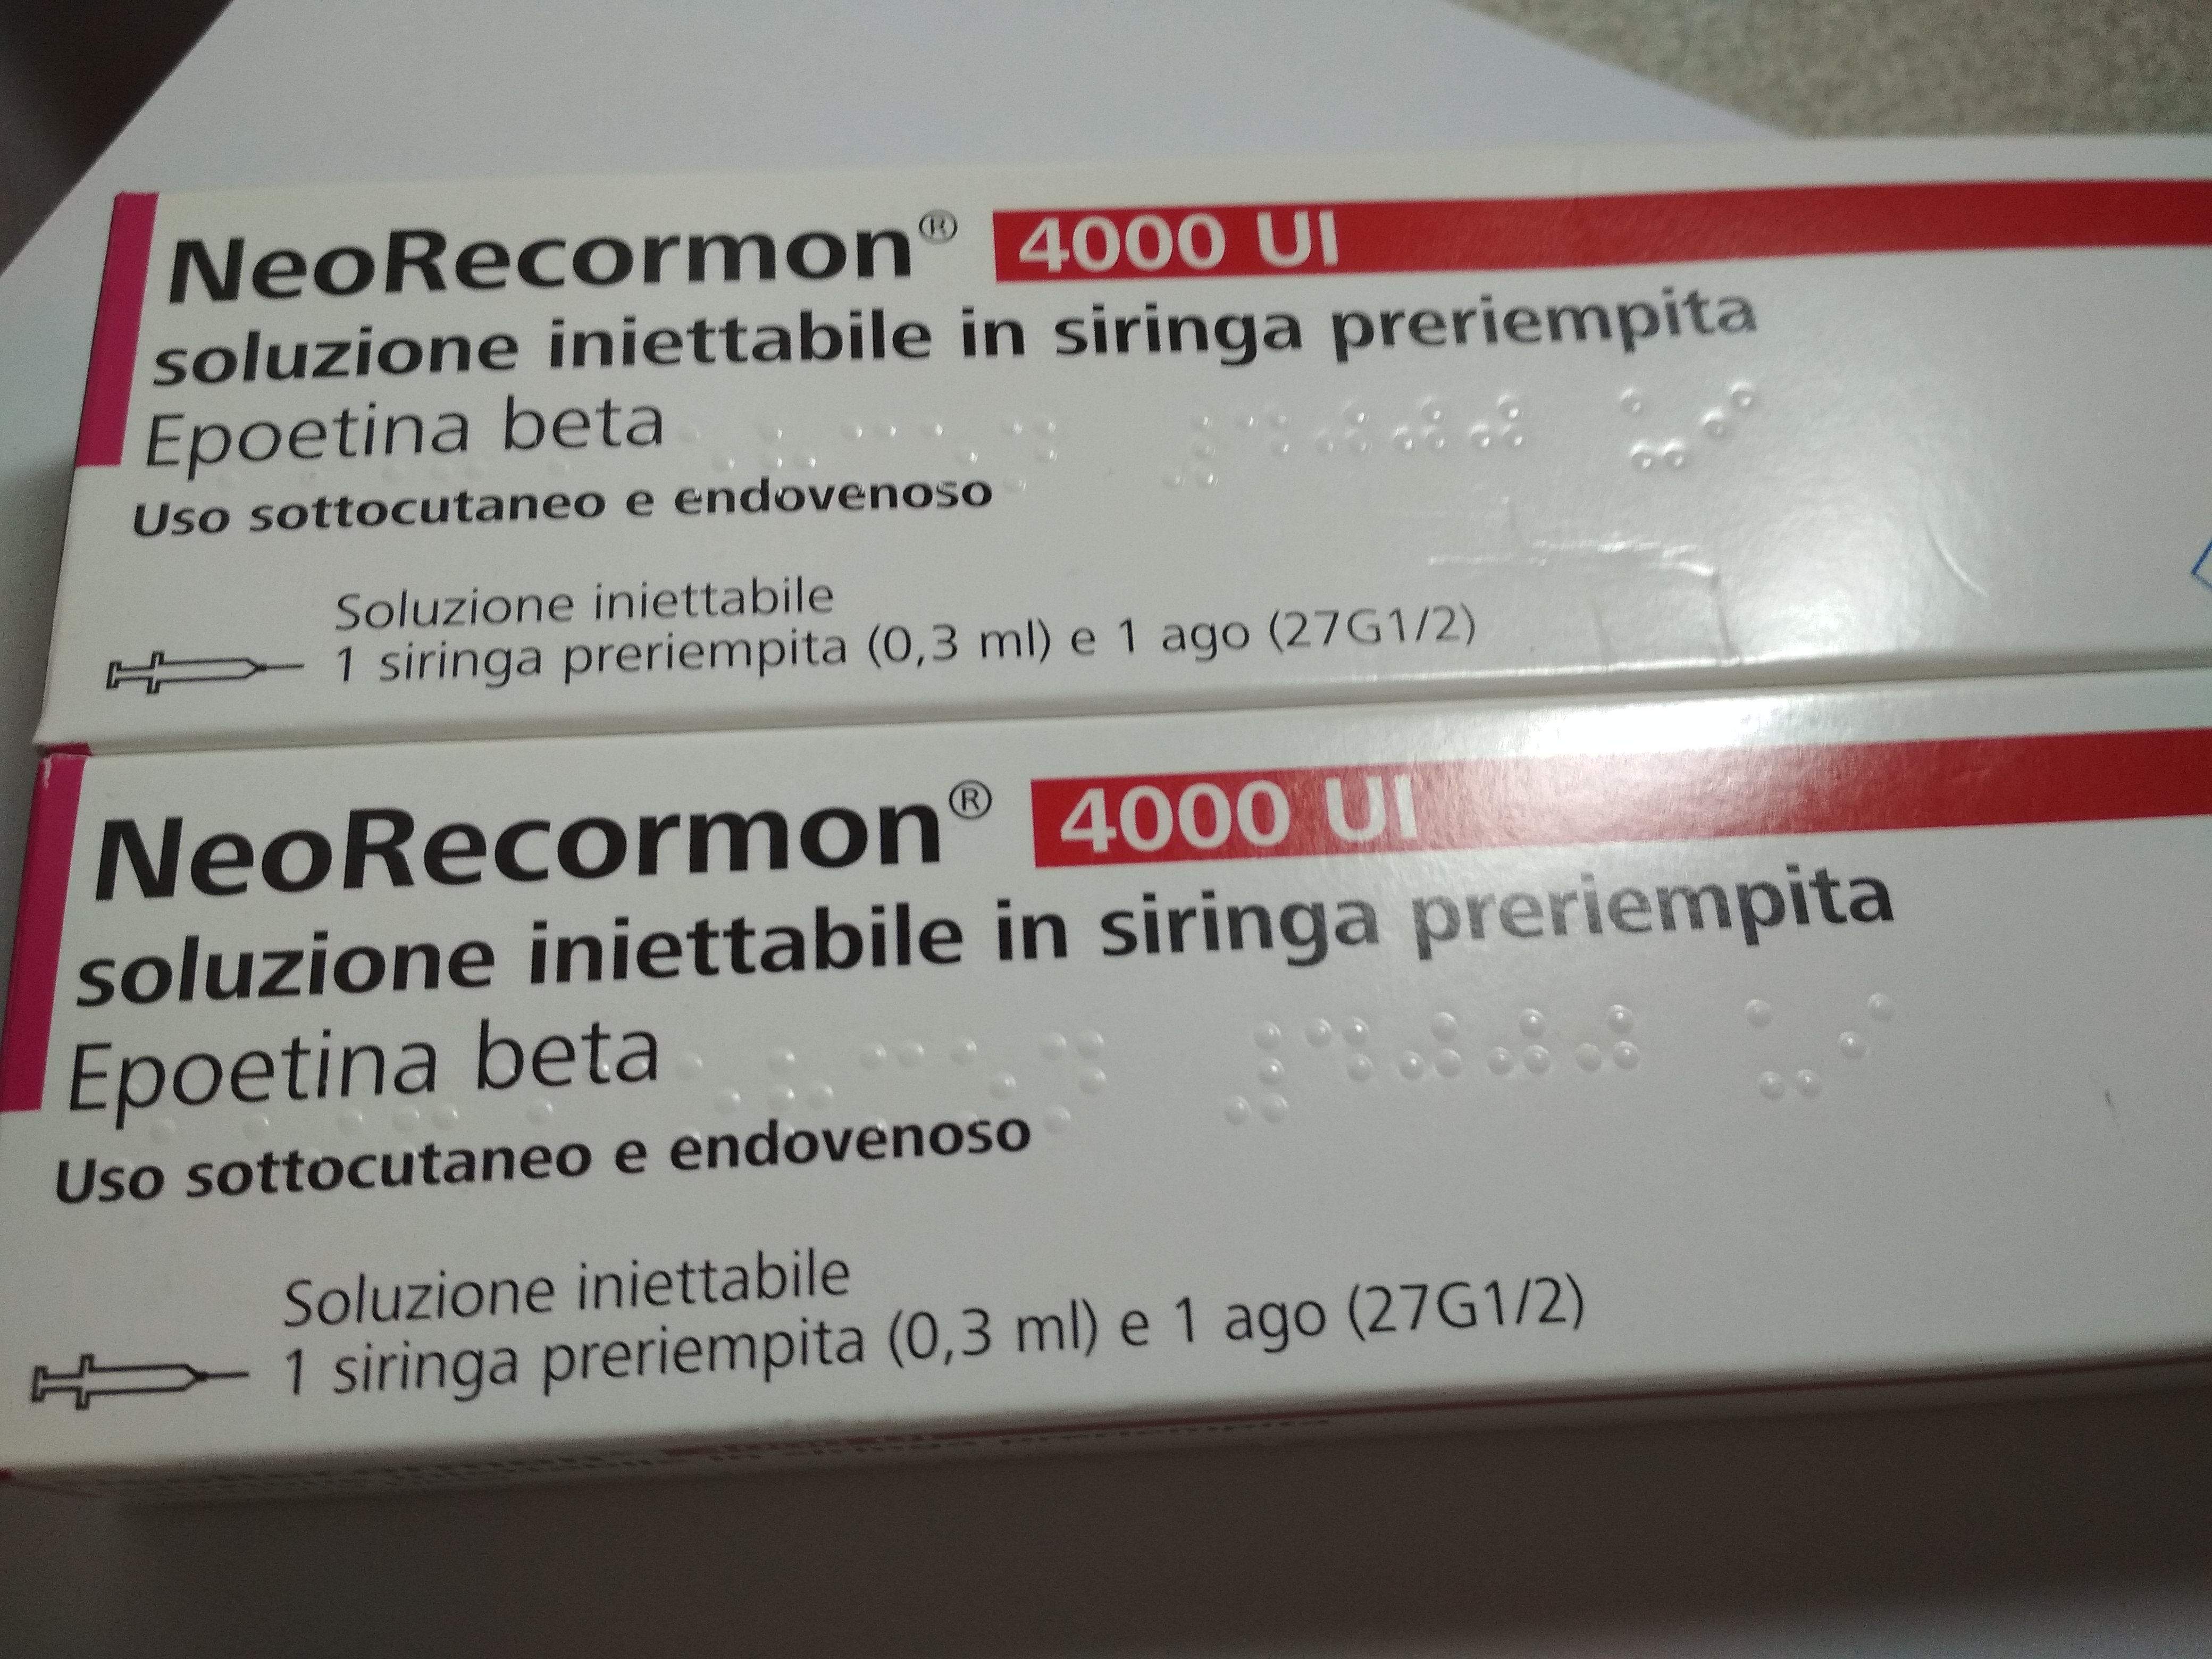 NeoRecormon® 4000 UI
soluzione iniettabile in siringa preriempita
Epoetina beta
Uso sottocutaneo e endovenoso
Soluzione iniettabile
1 siringa preriempita (0,3 ml) e 1 ago (27G1/2)
NeoRecormon® 4000 UI
soluzione iniettabile in siringa preriempita
Epoetina beta
Uso sottocutaneo e endovenoso
Soluzione iniettabile
1 siringa preriempita (0,3 ml) e 1 ago (27G1/2)